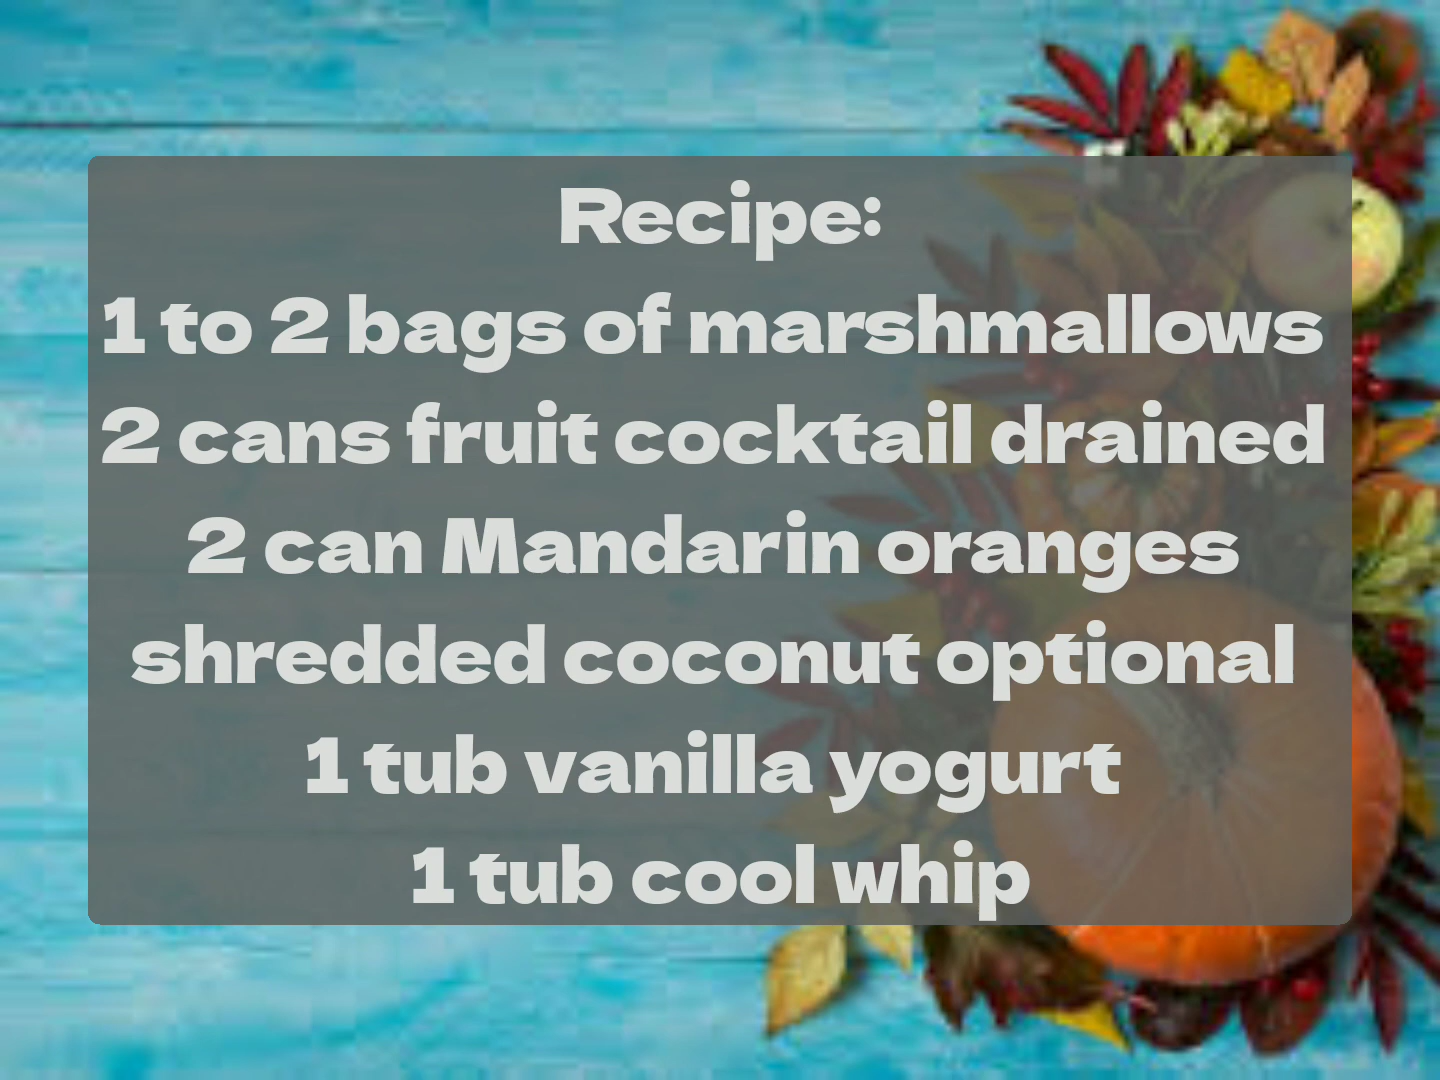 Recipe:
1 to 2 bags of marshmallows
2 cans fruit cocktail drained
2 can Mandarin oranges
shredded coconut optional
1 tub vanilla yogurt
1 tub cool whip